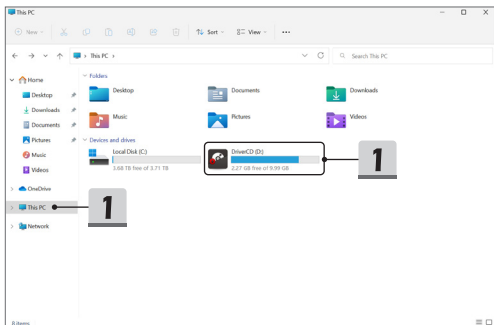 This PC
New
Sort
View
This PC
Search This PC
Home
Desktop
Downloads
Documents
Pictures
Music
Videos
OneDrive
This PC
Network
Folders
Desktop
Documents
Downloads
Music
Pictures
Videos
Devices and drives
Local Disk (C:)
3.68 TB free of 3.71 TB
DriverCD (D:)
2.27 GB free of 9.99 GB
1
1
8 items